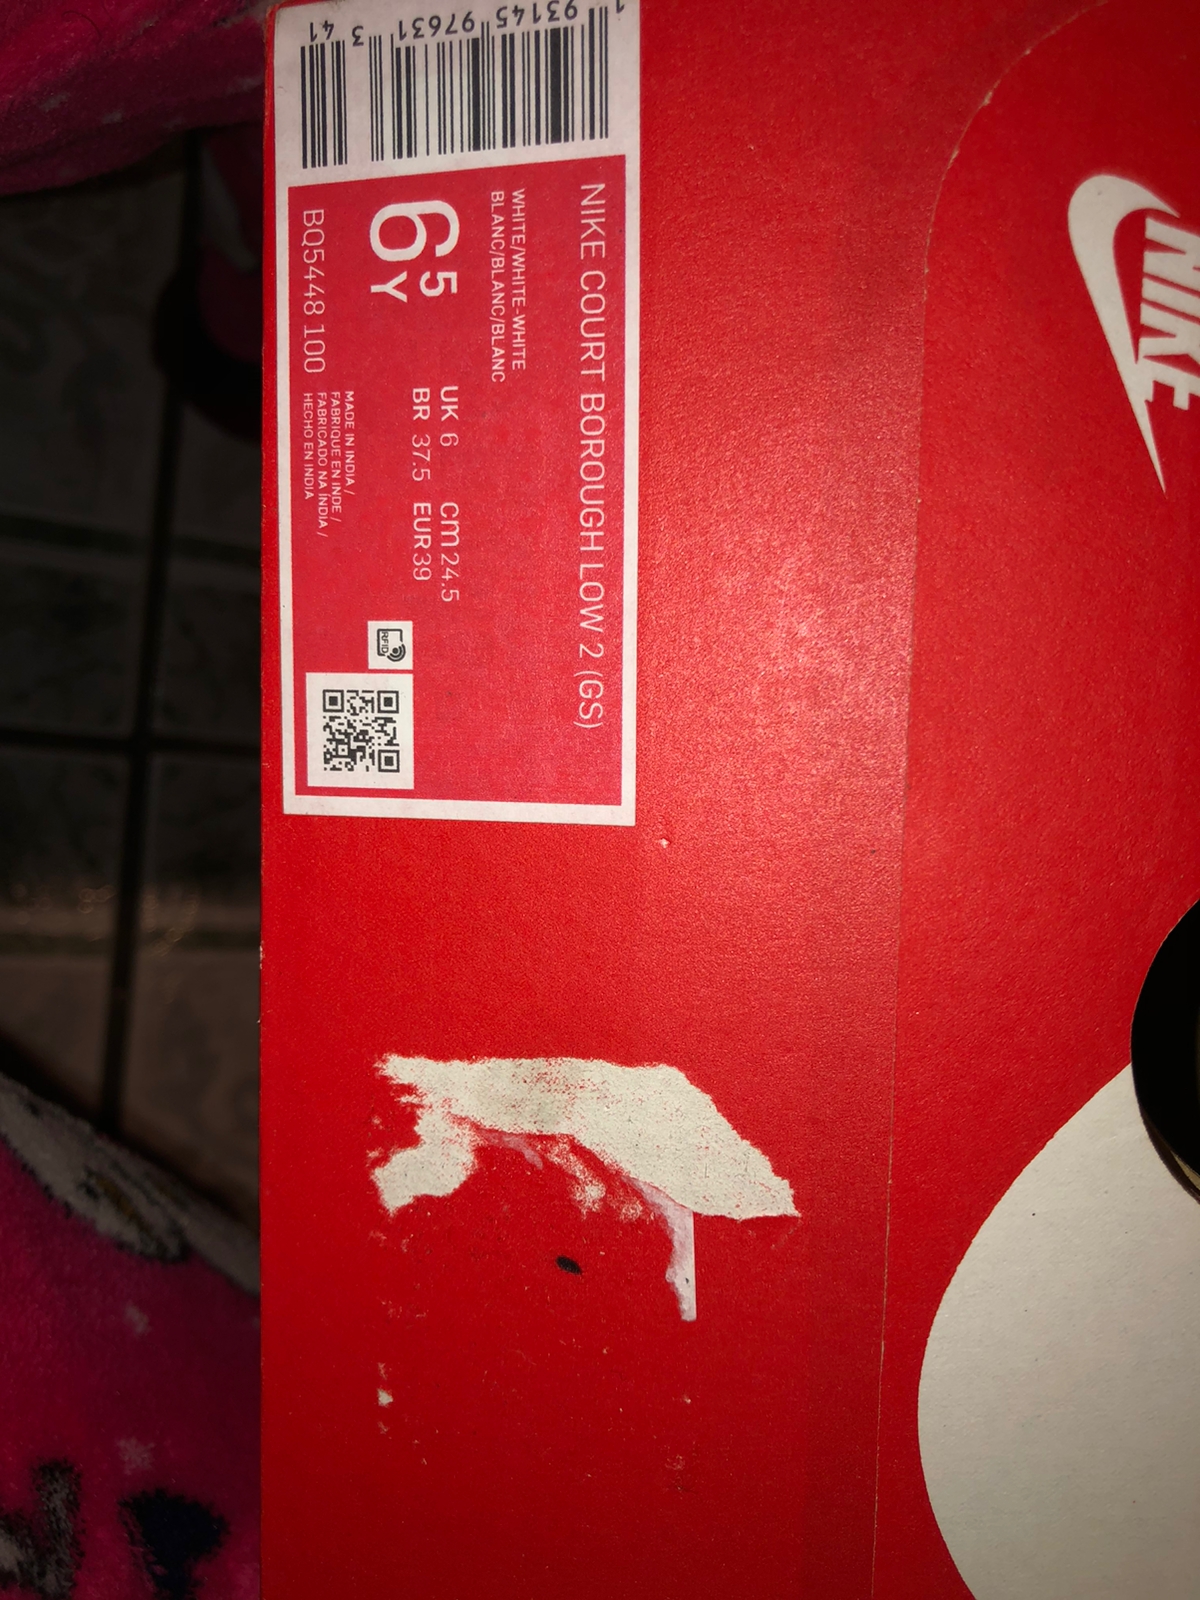 NIKE COURT BOROUGH LOW 2 (GS)
WHITE/WHITE-WHITE
BLANC/BLANC/BLANC
6 5 Y
UK 6 cm 24.5
BR 37.5 EUR 39
BQ5448 100
MADE IN INDIA /
FABRIQUE EN INDE /
FABRICADO NA ÍNDIA /
HECHO EN INDIA
RFID
1 93145 97631 3 41
NIKE